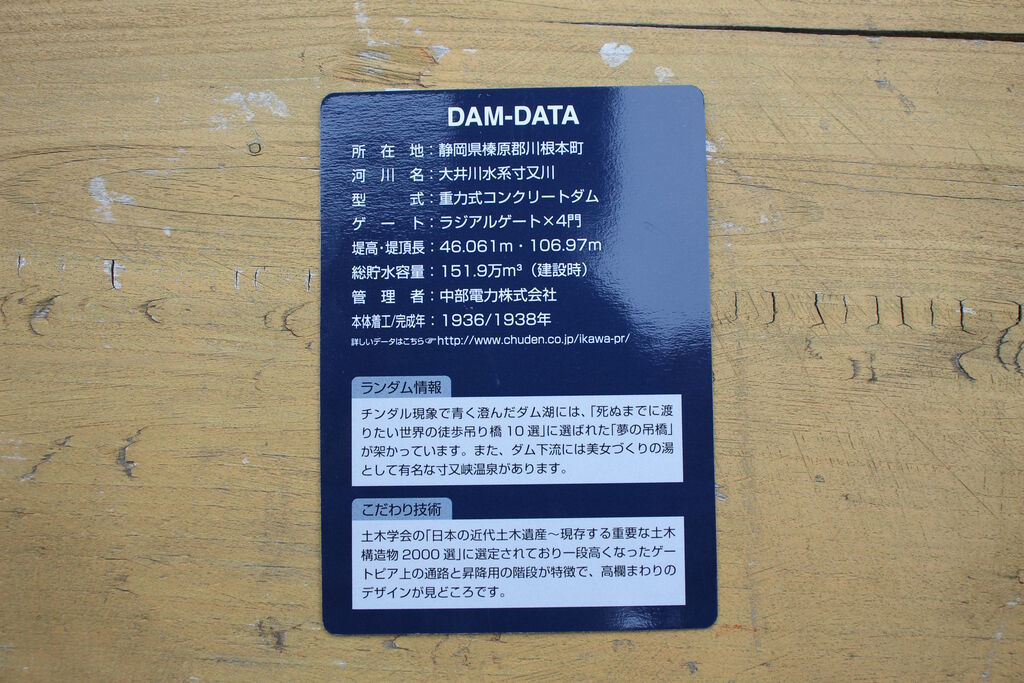 DAM-DATA
所在地：静岡県榛原郡川根本町
河川名：大井川水系寸又川
型式：重力式コンクリートダム
ゲート：ラジアルゲート×4門
堤高・堤頂長：46.061m・106.97m
総貯水容量：151.9万m³（建設時）
管理者：中部電力株式会社
本体着工/完成年：1936/1938年
詳しいデータはこちら☞http://www.chuden.co.jp/ikawa-pr/
ランダム情報
チンダル現象で青く澄んだダム湖には、「死ぬまでに渡
りたい世界の徒歩吊り橋10選」に選ばれた「夢の吊橋」
が架かっています。また、ダム下流には美女づくりの湯
として有名な寸又峡温泉があります。
こだわり技術
土木学会の「日本の近代土木遺産～現存する重要な土木
構造物2000選」に選定されており一段高くなったゲー
トピア上の通路と昇降用の階段が特徴で、高欄まわりの
デザインが見どころです。